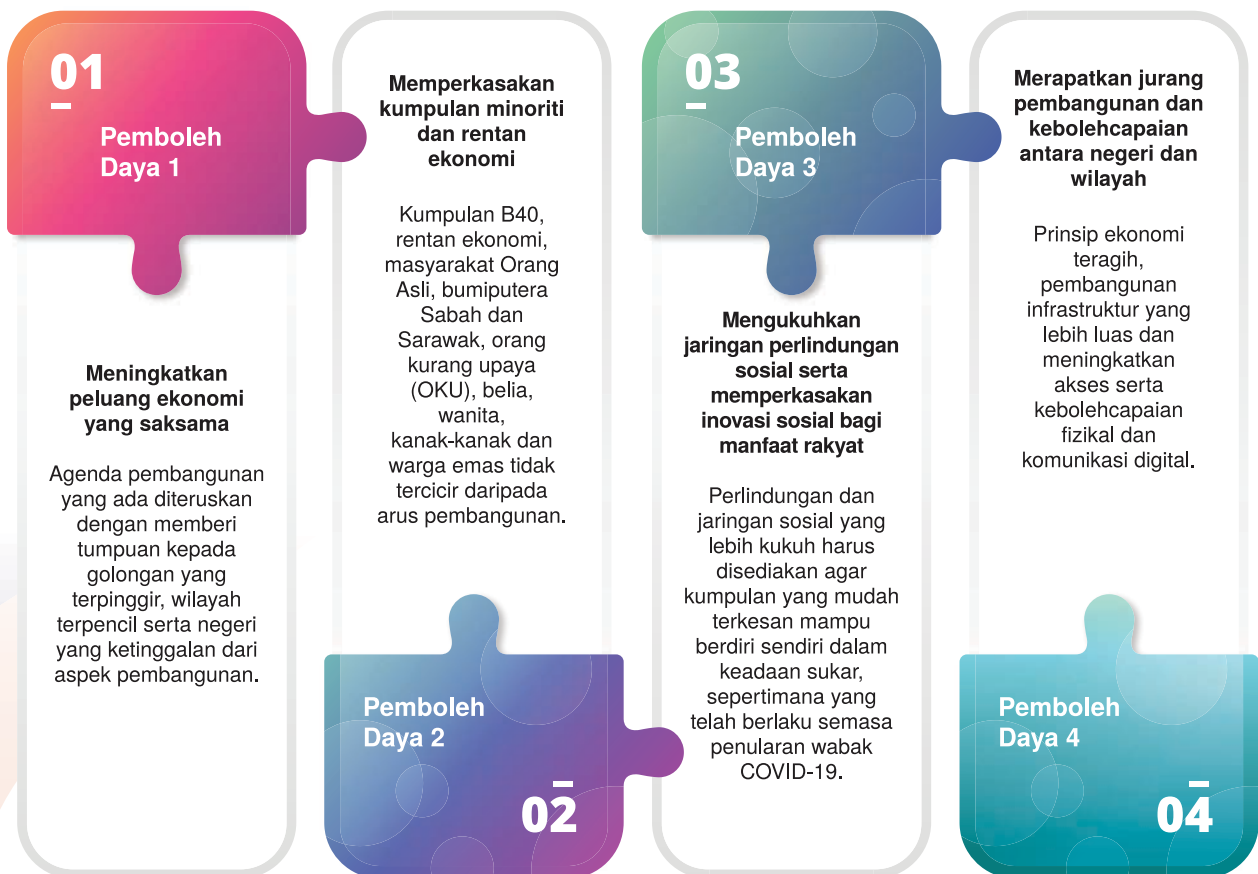 01
Pemboleh
Daya 1
Meningkatkan
peluang ekonomi
yang saksama
Agenda pembangunan
yang ada diteruskan
dengan memberi
tumpuan kepada
golongan yang
terpinggir, wilayah
terpencil serta negeri
yang ketinggalan dari
aspek pembangunan.
Memperkasakan
kumpulan minoriti
dan rentan
ekonomi
Kumpulan B40,
rentan ekonomi,
masyarakat Orang
Asli, bumiputera
Sabah dan
Sarawak, orang
kurang upaya
(OKU), belia,
wanita,
kanak-kanak dan
warga emas tidak
tercicir daripada
arus pembangunan.
Pemboleh
Daya 2
02
03
Pemboleh
Daya 3
Mengukuhkan
jaringan perlindungan
sosial serta
memperkasakan
inovasi sosial bagi
manfaat rakyat
Perlindungan dan
jaringan sosial yang
lebih kukuh harus
disediakan agar
kumpulan yang mudah
terkesan mampu
berdiri sendiri dalam
keadaan sukar,
sepertimana yang
telah berlaku semasa
penularan wabak
COVID-19.
Merapatkan jurang
pembangunan dan
kebolehcapaian
antara negeri dan
wilayah
Prinsip ekonomi
teragih,
pembangunan
infrastruktur yang
lebih luas dan
meningkatkan
akses serta
kebolehcapaian
fizikal dan
komunikasi digital.
Pemboleh
Daya 4
04